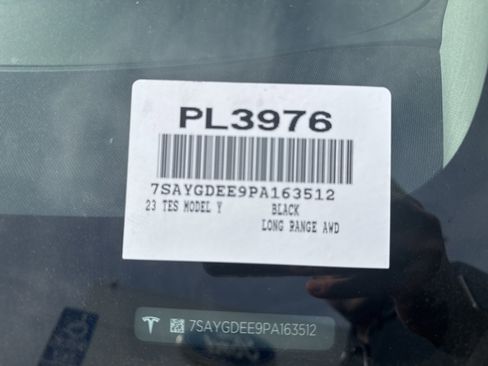 PL3976
7SAYGDEE9PA163512
23 TES MODEL Y BLACK
LONG RANGE AWD
7SAYGDEE9PA163512